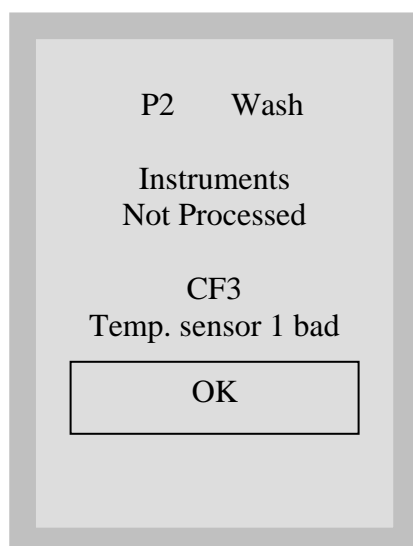 P2 Wash
Instruments
Not Processed
CF3
Temp. sensor 1 bad
OK